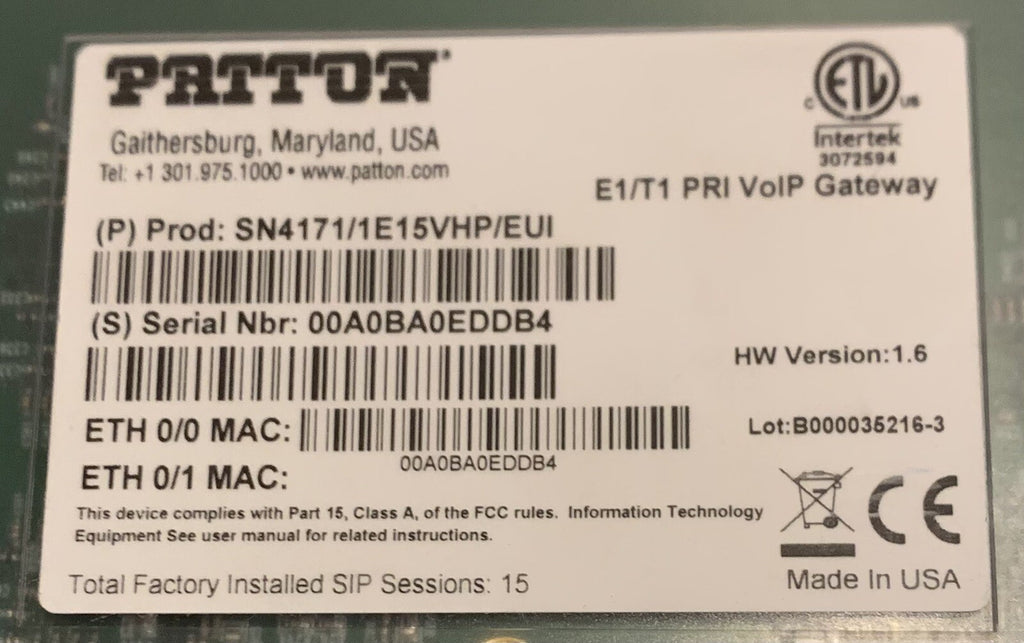 PATTON
Gaithersburg, Maryland, USA
Tel: +1 301.975.1000 • www.patton.com
C ETL US
Intertek
3072594
E1/T1 PRI VoIP Gateway
(P) Prod: SN4171/1E15VHP/EUI
(S) Serial Nbr: 00A0BA0EDDB4
HW Version:1.6
ETH 0/0 MAC:
00A0BA0EDDB4
Lot:B000035216-3
ETH 0/1 MAC:
This device complies with Part 15, Class A, of the FCC rules. Information Technology
Equipment See user manual for related instructions.
CE
Total Factory Installed SIP Sessions: 15
Made In USA